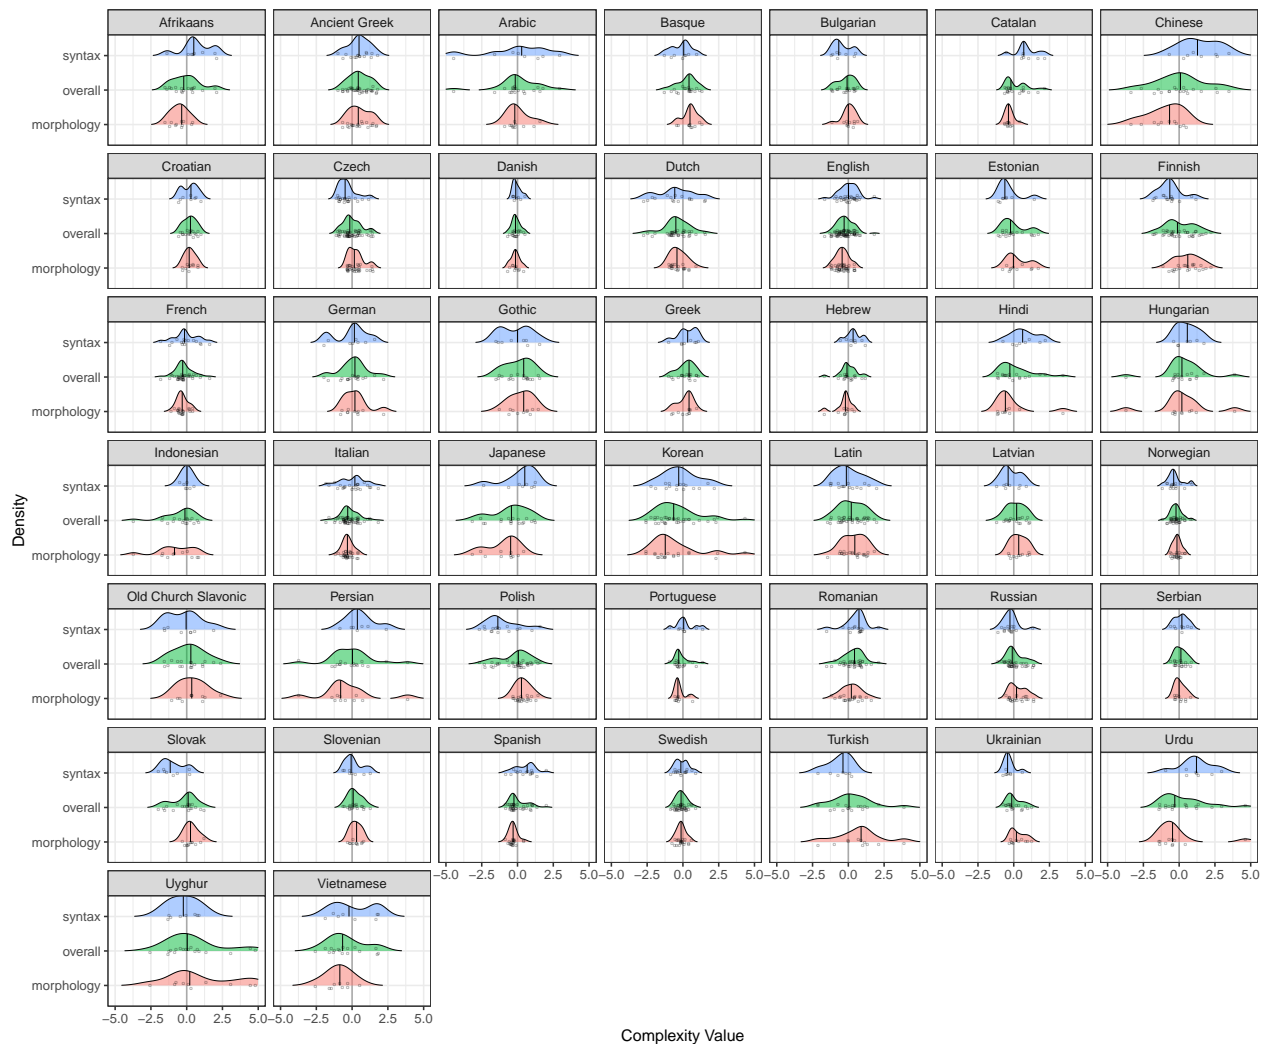 Afrikaans Ancient Greek Arabic Basque Bulgarian Catalan Chinese
syntax
overall
morphology
Croatian Czech Danish Dutch English Estonian Finnish
syntax
overall
morphology
French German Gothic Greek Hebrew Hindi Hungarian
syntax
overall
morphology
Indonesian Italian Japanese Korean Latin Latvian Norwegian
syntax
overall
morphology
Density
Old Church Slavonic Persian Polish Portuguese Romanian Russian Serbian
syntax
overall
morphology
Slovak Slovenian Spanish Swedish Turkish Ukrainian Urdu
syntax
overall
morphology
−5.0 −2.5 0.0 2.5 5.0 −5.0 −2.5 0.0 2.5 5.0 −5.0 −2.5 0.0 2.5 5.0 −5.0 −2.5 0.0 2.5 5.0 −5.0 −2.5 0.0 2.5 5.0
Uyghur Vietnamese
syntax
overall
morphology
−5.0 −2.5 0.0 2.5 5.0 −5.0 −2.5 0.0 2.5 5.0
Complexity Value